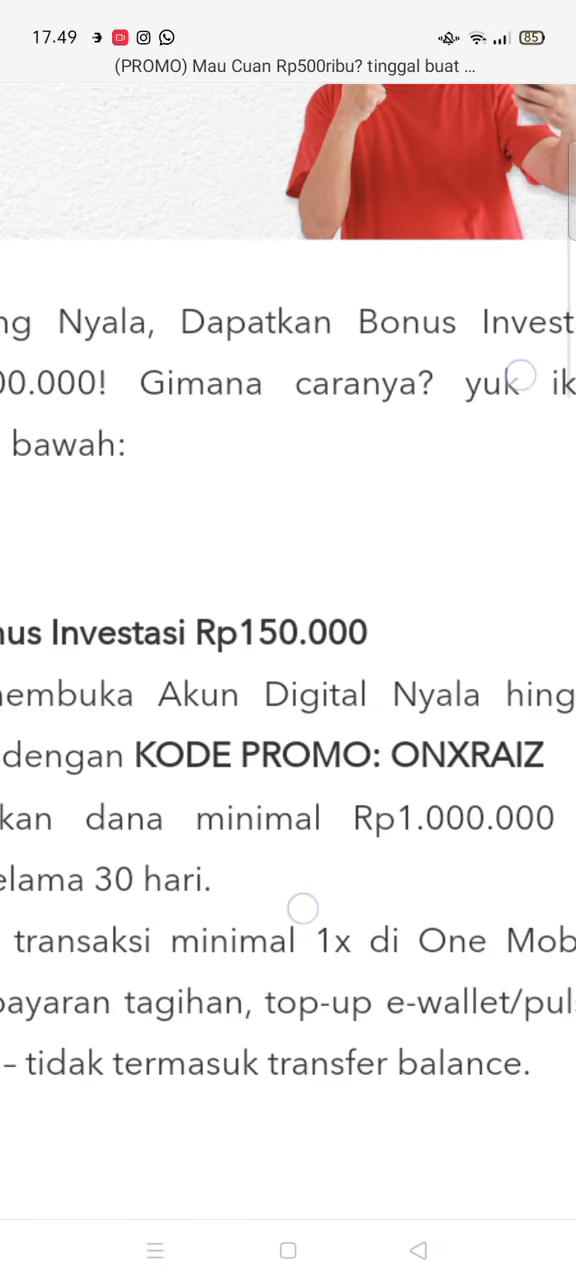 17.49
85
(PROMO) Mau Cuan Rp500ribu? tinggal buat ...
ng Nyala, Dapatkan Bonus Invest
00.000! Gimana caranya? yuk ik
bawah:
nus Investasi Rp150.000
membuka Akun Digital Nyala hing
dengan KODE PROMO: ONXRAIZ
kan dana minimal Rp1.000.000
elama 30 hari.
transaksi minimal 1x di One Mob
bayaran tagihan, top-up e-wallet/puls
– tidak termasuk transfer balance.